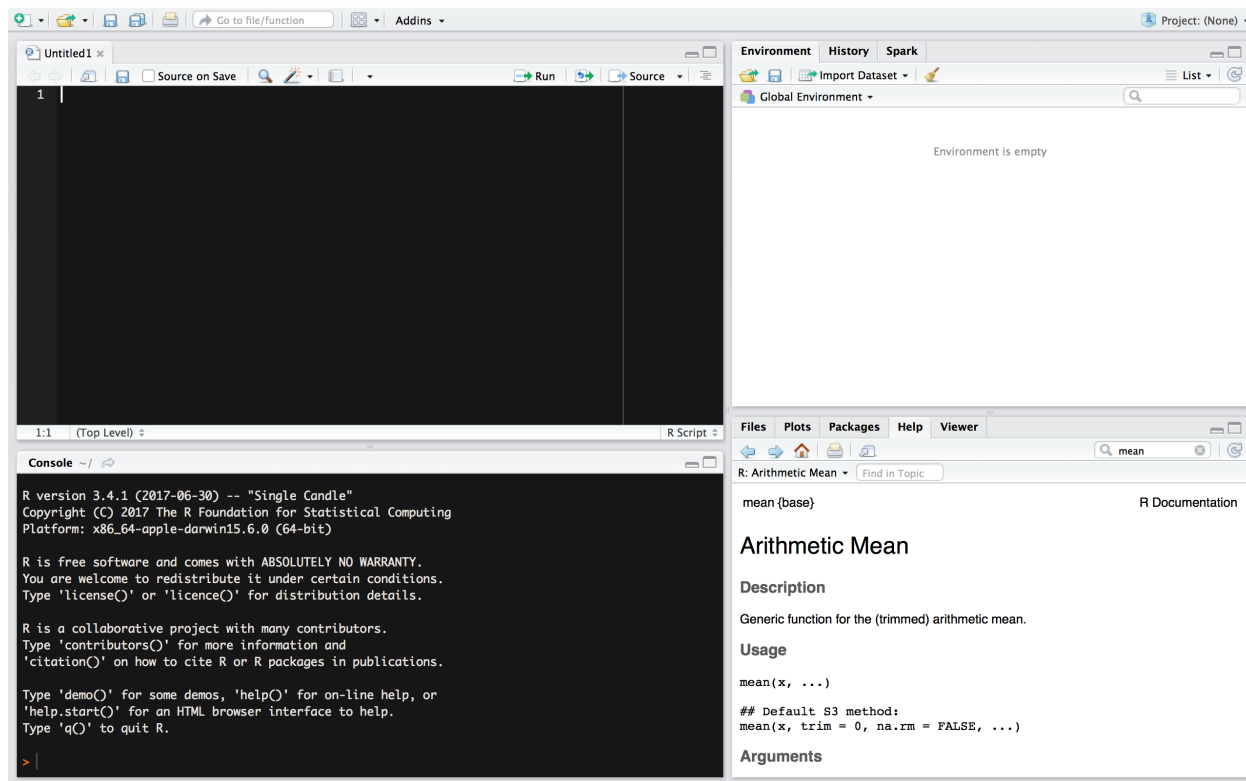 Go to file/function Addins Project: (None)
Untitled1
Source on Save Run Source
1
1:1 (Top Level) R Script
Console ~/
R version 3.4.1 (2017-06-30) -- "Single Candle"
Copyright (C) 2017 The R Foundation for Statistical Computing
Platform: x86_64-apple-darwin15.6.0 (64-bit)
R is free software and comes with ABSOLUTELY NO WARRANTY.
You are welcome to redistribute it under certain conditions.
Type 'license()' or 'licence()' for distribution details.
R is a collaborative project with many contributors.
Type 'contributors()' for more information and
'citation()' on how to cite R or R packages in publications.
Type 'demo()' for some demos, 'help()' for on-line help, or
'help.start()' for an HTML browser interface to help.
Type 'q()' to quit R.
>
Environment History Spark
Import Dataset List
Global Environment
Environment is empty
Files Plots Packages Help Viewer
mean
R: Arithmetic Mean Find in Topic
mean {base} R Documentation
Arithmetic Mean
Description
Generic function for the (trimmed) arithmetic mean.
Usage
mean(x, ...)
## Default S3 method:
mean(x, trim = 0, na.rm = FALSE, ...)
Arguments